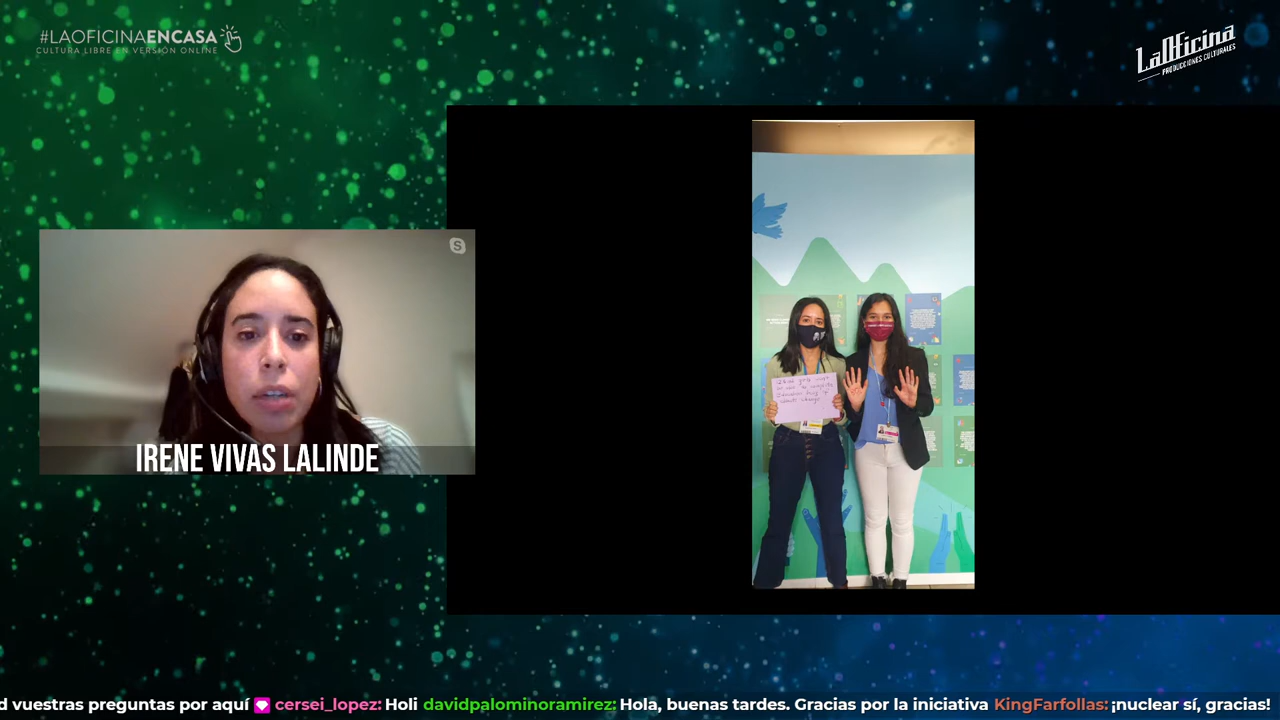 #LAOFICINAENCASA
CULTURA LIBRE EN VERSIÓN ONLINE
LaOficina
PRODUCCIONES CULTURALES
IRENE VIVAS LALINDE
d vuestras preguntas por aquí cersei_lopez: Holi davidpalominoramirez: Hola, buenas tardes. Gracias por la iniciativa KingFarfollas: ¡nuclear sí, gracias!